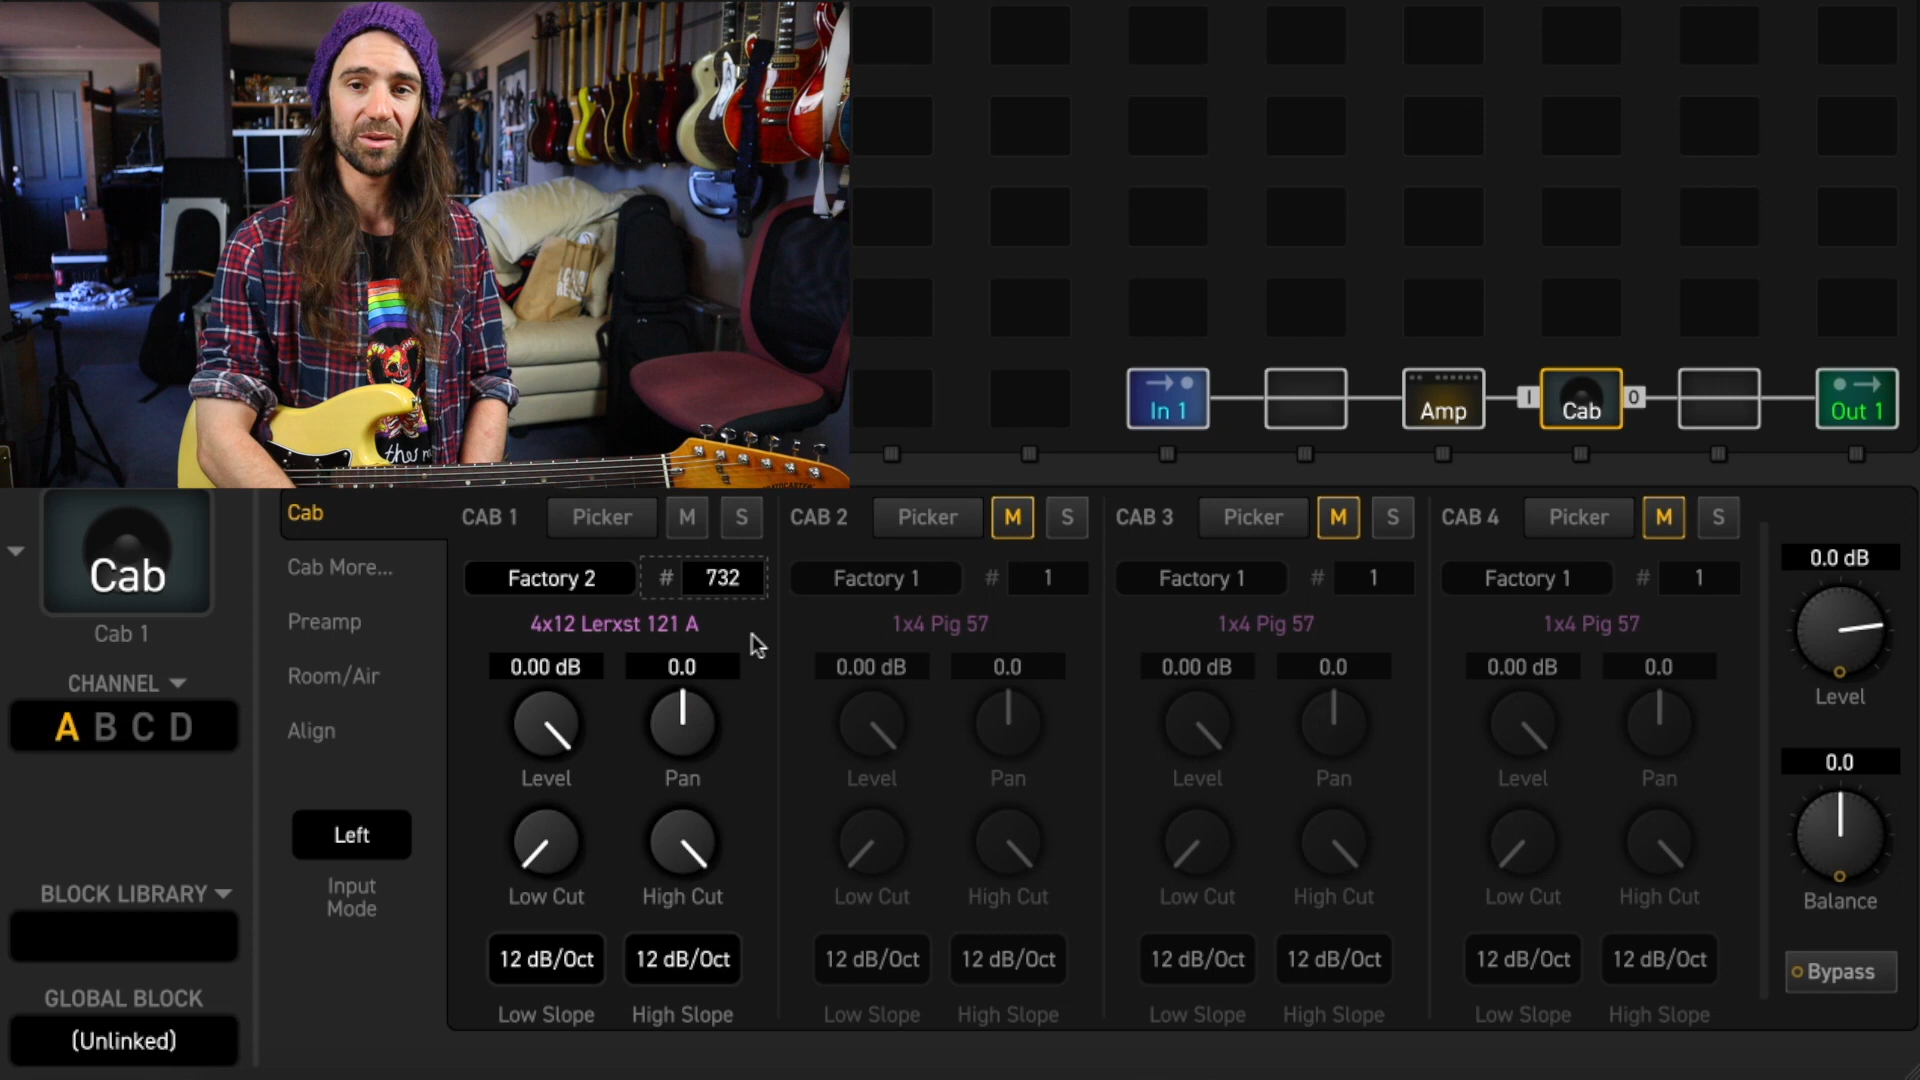 In 1
Amp
I
Cab
O
Out 1
Cab
Cab 1
CHANNEL
A B C D
BLOCK LIBRARY
GLOBAL BLOCK
(Unlinked)
Cab
Cab More...
Preamp
Room/Air
Align
Left
Input
Mode
CAB 1 Picker M S
Factory 2 # 732
4x12 Lerxst 121 A
0.00 dB 0.0
Level Pan
Low Cut High Cut
12 dB/Oct 12 dB/Oct
Low Slope High Slope
CAB 2 Picker M S
Factory 1 # 1
1x4 Pig 57
0.00 dB 0.0
Level Pan
Low Cut High Cut
12 dB/Oct 12 dB/Oct
Low Slope High Slope
CAB 3 Picker M S
Factory 1 # 1
1x4 Pig 57
0.00 dB 0.0
Level Pan
Low Cut High Cut
12 dB/Oct 12 dB/Oct
Low Slope High Slope
CAB 4 Picker M S
Factory 1 # 1
1x4 Pig 57
0.00 dB 0.0
Level Pan
Low Cut High Cut
12 dB/Oct 12 dB/Oct
Low Slope High Slope
0.0 dB
Level
0.0
Balance
Bypass